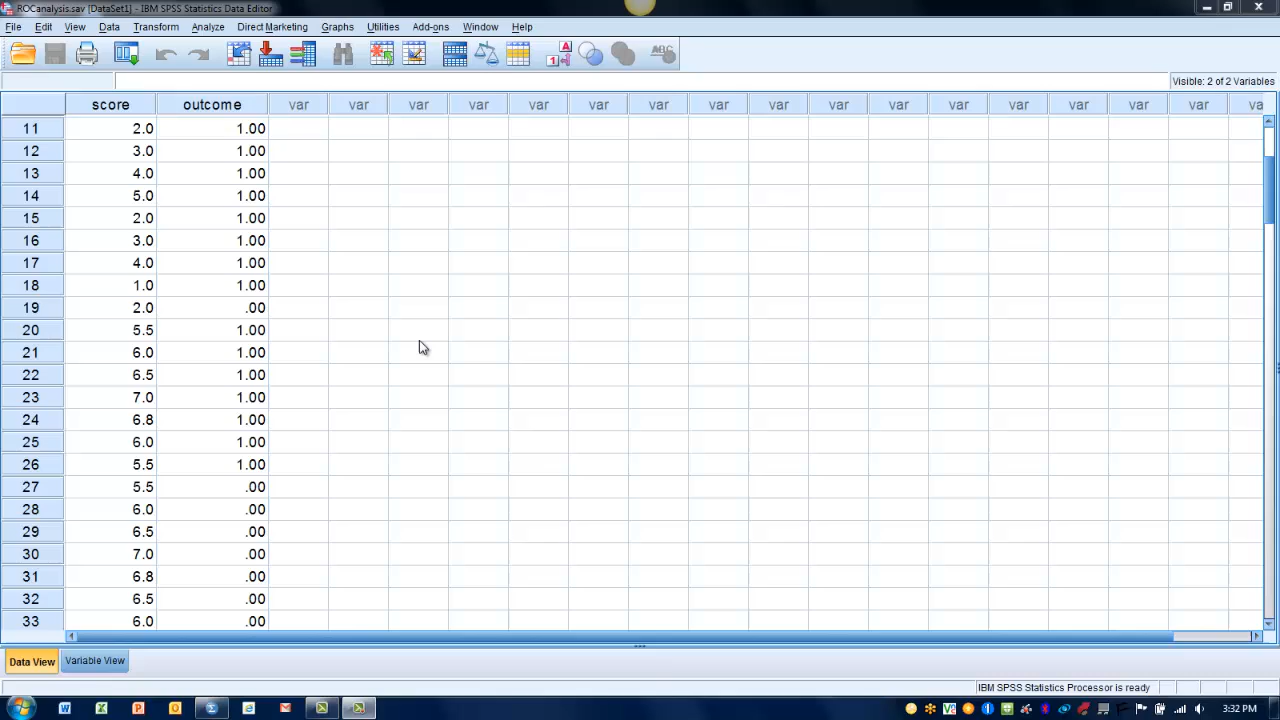 ROCanalysis.sav [DataSet1] - IBM SPSS Statistics Data Editor
File Edit View Data Transform Analyze Direct Marketing Graphs Utilities Add-ons Window Help
Visible: 2 of 2 Variables
score outcome var var var var var var var var var var var var var var var var va
11 2.0 1.00
12 3.0 1.00
13 4.0 1.00
14 5.0 1.00
15 2.0 1.00
16 3.0 1.00
17 4.0 1.00
18 1.0 1.00
19 2.0 .00
20 5.5 1.00
21 6.0 1.00
22 6.5 1.00
23 7.0 1.00
24 6.8 1.00
25 6.0 1.00
26 5.5 1.00
27 5.5 .00
28 6.0 .00
29 6.5 .00
30 7.0 .00
31 6.8 .00
32 6.5 .00
33 6.0 .00
Data View Variable View
IBM SPSS Statistics Processor is ready
3:32 PM